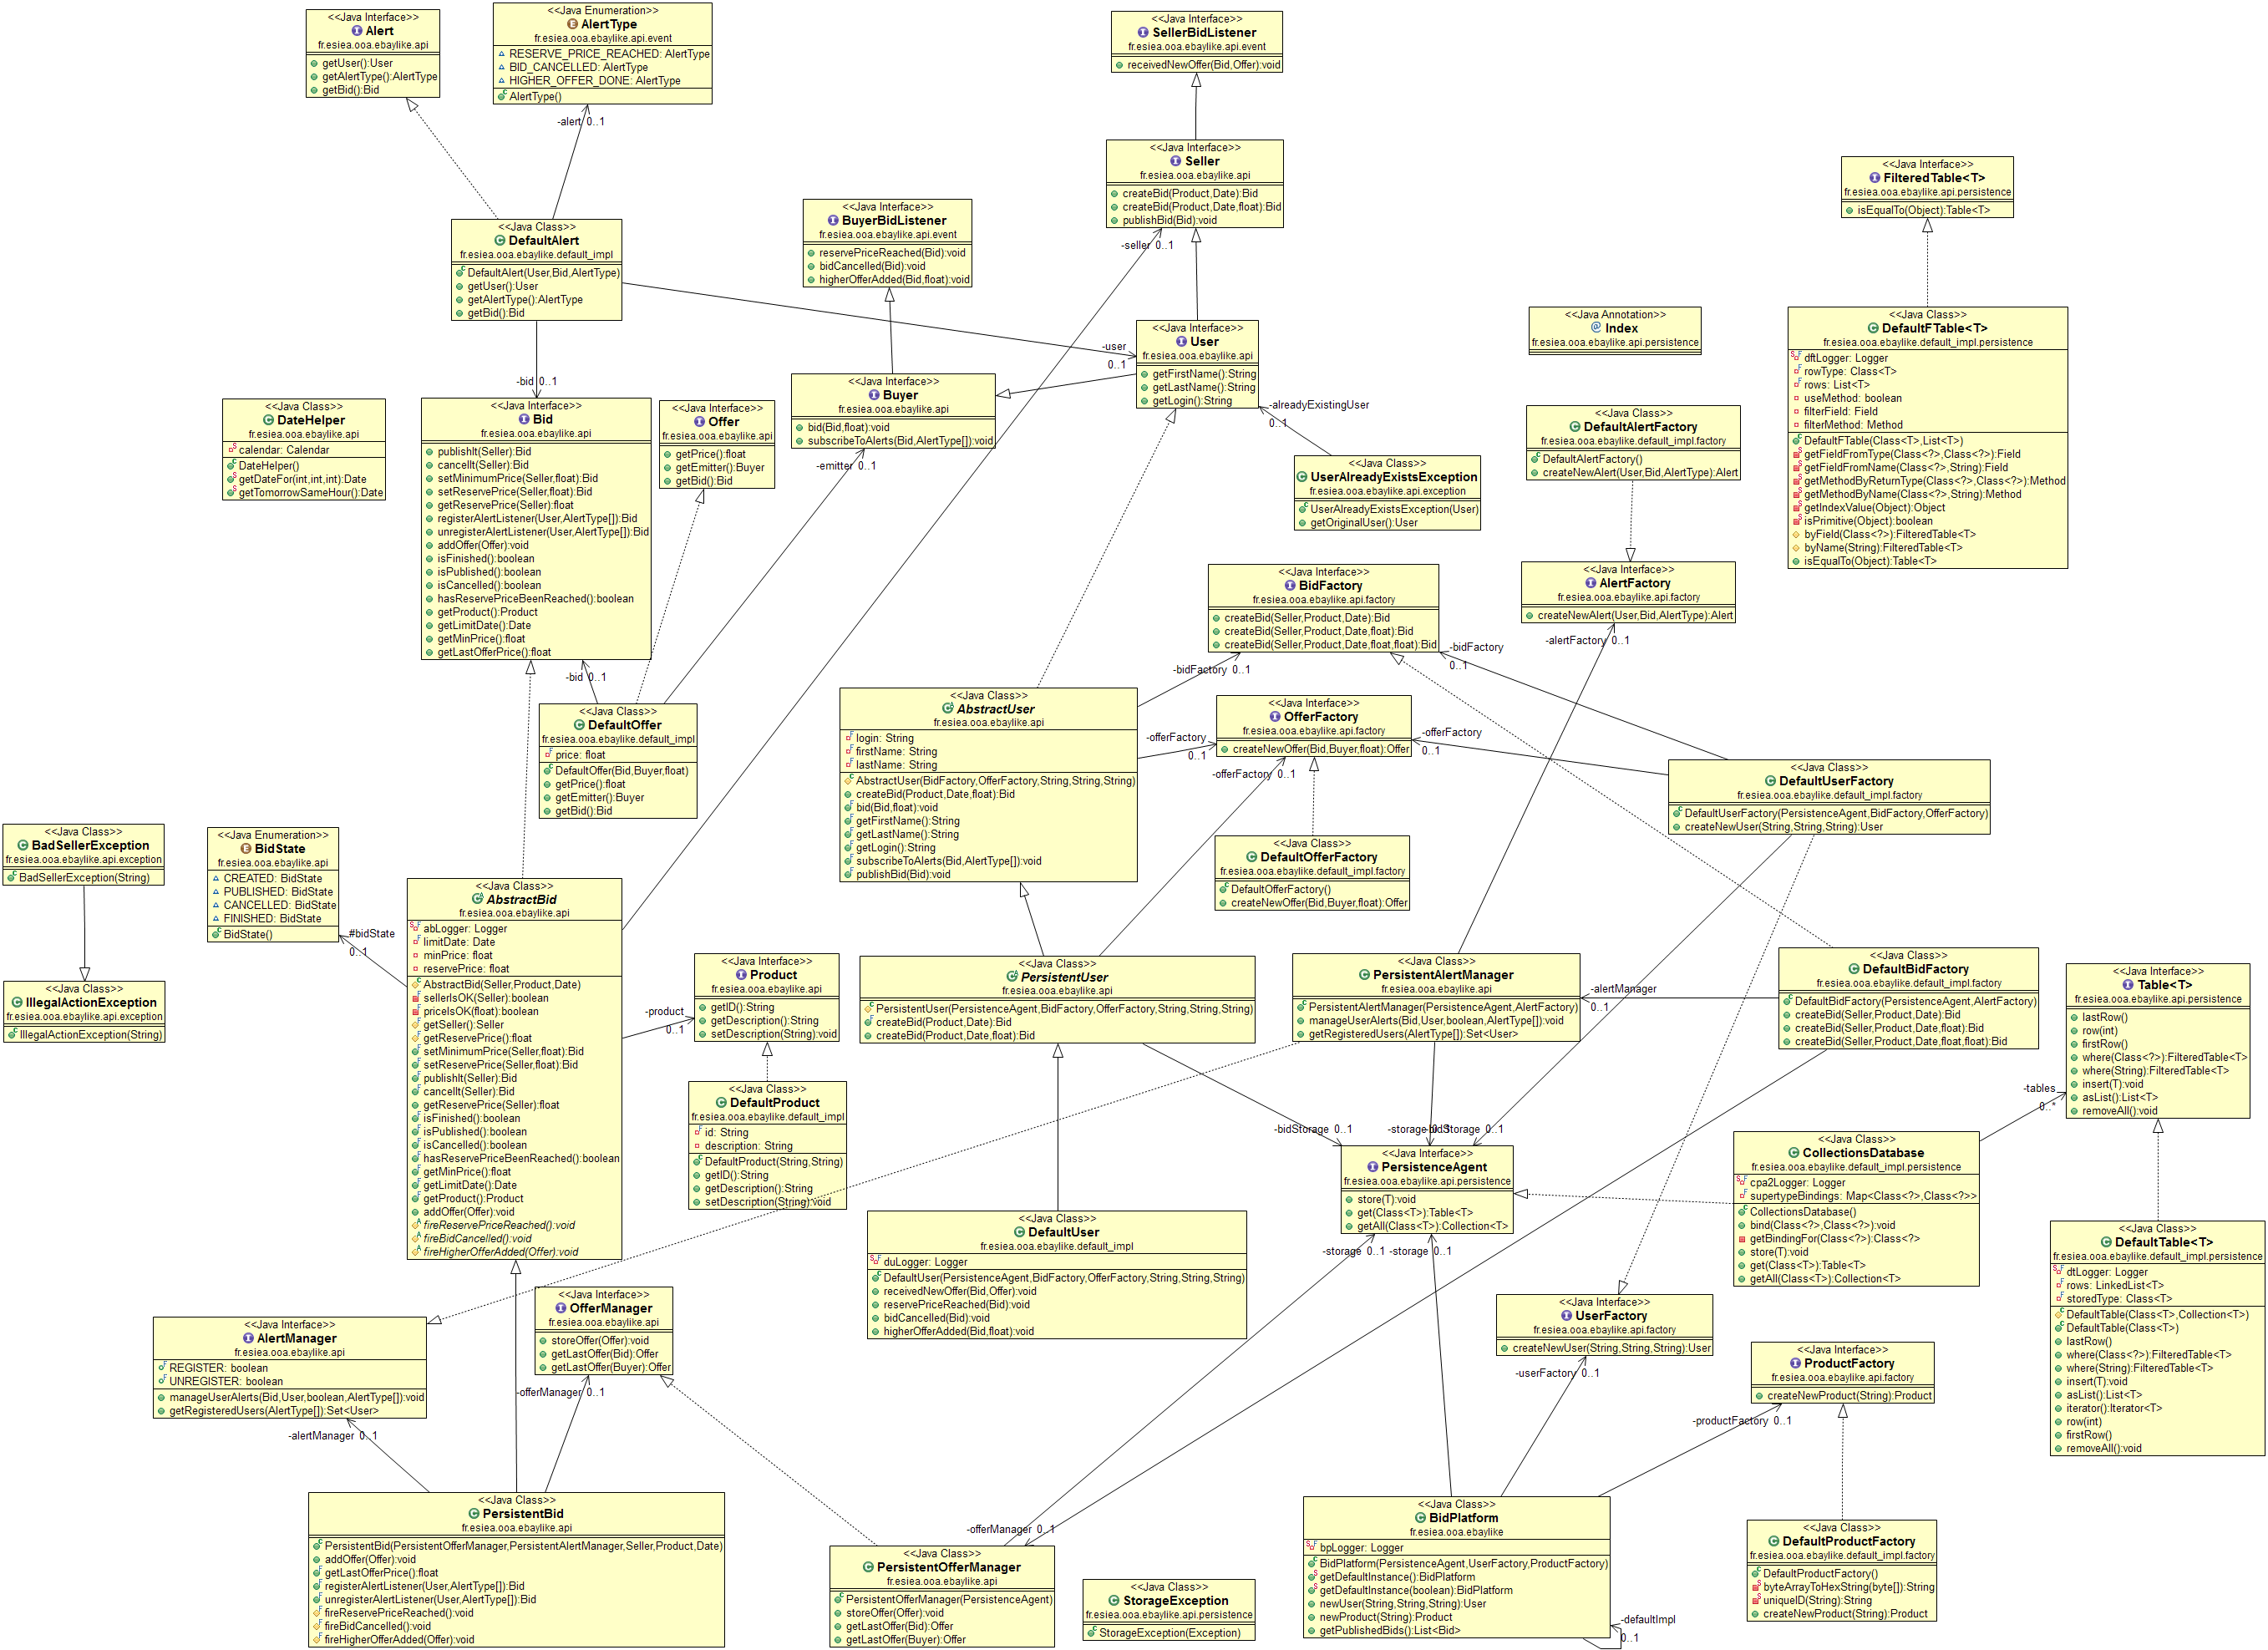 <<Java Interface>>
Alert
fr.esiea.ooa.ebaylike.api
getUser():User
getAlertType():AlertType
getBid():Bid
<<Java Enumeration>>
AlertType
fr.esiea.ooa.ebaylike.api.event
RESERVE_PRICE_REACHED: AlertType
BID_CANCELLED: AlertType
HIGHER_OFFER_DONE: AlertType
AlertType()
-alert 0..1
<<Java Interface>>
SellerBidListener
fr.esiea.ooa.ebaylike.api.event
receivedNewOffer(Bid,Offer):void
<<Java Interface>>
Seller
fr.esiea.ooa.ebaylike.api
createBid(Product,Date):Bid
createBid(Product,Date,float):Bid
publishBid(Bid):void
-seller 0..1
<<Java Interface>>
FilteredTable<T>
fr.esiea.ooa.ebaylike.api.persistence
isEqualTo(Object):Table<T>
<<Java Class>>
DefaultAlert
fr.esiea.ooa.ebaylike.default_impl
DefaultAlert(User,Bid,AlertType)
getUser():User
getAlertType():AlertType
getBid():Bid
<<Java Interface>>
BuyerBidListener
fr.esiea.ooa.ebaylike.api.event
reservePriceReached(Bid):void
bidCancelled(Bid):void
higherOfferAdded(Bid,float):void
<<Java Interface>>
User
fr.esiea.ooa.ebaylike.api
getFirstName():String
getLastName():String
getLogin():String
-user
0..1
<<Java Annotation>>
Index
fr.esiea.ooa.ebaylike.api.persistence
<<Java Class>>
DefaultFTable<T>
fr.esiea.ooa.ebaylike.default_impl.persistence
dftLogger: Logger
rowType: Class<T>
rows: List<T>
useMethod: boolean
filterField: Field
filterMethod: Method
DefaultFTable(Class<T>,List<T>)
getFieldFromType(Class<?>,Class<?>):Field
getFieldFromName(Class<?>,String):Field
getMethodByReturnType(Class<?>,Class<?>):Method
getMethodByName(Class<?>,String):Method
getIndexValue(Object):Object
isPrimitive(Object):boolean
byField(Class<?>):FilteredTable<T>
byName(String):FilteredTable<T>
isEqualTo(Object):Table<T>
<<Java Class>>
DateHelper
fr.esiea.ooa.ebaylike.api
calendar: Calendar
DateHelper()
getDateFor(int,int,int):Date
getTomorrowSameHour():Date
-bid 0..1
<<Java Interface>>
Bid
fr.esiea.ooa.ebaylike.api
publishIt(Seller):Bid
cancelIt(Seller):Bid
setMinimumPrice(Seller,float):Bid
setReservePrice(Seller,float):Bid
getReservePrice(Seller):float
registerAlertListener(User,AlertType[]):Bid
unregisterAlertListener(User,AlertType[]):Bid
addOffer(Offer):void
isFinished():boolean
isPublished():boolean
isCancelled():boolean
hasReservePriceBeenReached():boolean
getProduct():Product
getLimitDate():Date
getMinPrice():float
getLastOfferPrice():float
<<Java Interface>>
Offer
fr.esiea.ooa.ebaylike.api
getPrice():float
getEmitter():Buyer
getBid():Bid
<<Java Interface>>
Buyer
fr.esiea.ooa.ebaylike.api
bid(Bid,float):void
subscribeToAlerts(Bid,AlertType[]):void
-emitter 0..1
-alreadyExistingUser
0..1
<<Java Class>>
UserAlreadyExistsException
fr.esiea.ooa.ebaylike.api.exception
UserAlreadyExistsException(User)
getOriginalUser():User
<<Java Class>>
DefaultAlertFactory
fr.esiea.ooa.ebaylike.default_impl.factory
DefaultAlertFactory()
createNewAlert(User,Bid,AlertType):Alert
<<Java Interface>>
AlertFactory
fr.esiea.ooa.ebaylike.api.factory
createNewAlert(User,Bid,AlertType):Alert
-alertFactory 0..1
<<Java Interface>>
BidFactory
fr.esiea.ooa.ebaylike.api.factory
createBid(Seller,Product,Date):Bid
createBid(Seller,Product,Date,float):Bid
createBid(Seller,Product,Date,float,float):Bid
-bidFactory 0..1
-bidFactory
0..1
-bid 0..1
<<Java Class>>
DefaultOffer
fr.esiea.ooa.ebaylike.default_impl
price: float
DefaultOffer(Bid,Buyer,float)
getPrice():float
getEmitter():Buyer
getBid():Bid
<<Java Class>>
AbstractUser
fr.esiea.ooa.ebaylike.api
login: String
firstName: String
lastName: String
AbstractUser(BidFactory,OfferFactory,String,String,String)
createBid(Product,Date,float):Bid
bid(Bid,float):void
getFirstName():String
getLastName():String
getLogin():String
subscribeToAlerts(Bid,AlertType[]):void
publishBid(Bid):void
<<Java Interface>>
OfferFactory
fr.esiea.ooa.ebaylike.api.factory
createNewOffer(Bid,Buyer,float):Offer
-offerFactory
0..1
-offerFactory
0..1
-offerFactory 0..1
<<Java Class>>
DefaultUserFactory
fr.esiea.ooa.ebaylike.default_impl.factory
DefaultUserFactory(PersistenceAgent,BidFactory,OfferFactory)
createNewUser(String,String,String):User
<<Java Class>>
DefaultOfferFactory
fr.esiea.ooa.ebaylike.default_impl.factory
DefaultOfferFactory()
createNewOffer(Bid,Buyer,float):Offer
<<Java Class>>
BadSellerException
fr.esiea.ooa.ebaylike.api.exception
BadSellerException(String)
<<Java Enumeration>>
BidState
fr.esiea.ooa.ebaylike.api
CREATED: BidState
PUBLISHED: BidState
CANCELLED: BidState
FINISHED: BidState
BidState()
#bidState
0..1
<<Java Class>>
AbstractBid
fr.esiea.ooa.ebaylike.api
abLogger: Logger
limitDate: Date
minPrice: float
reservePrice: float
AbstractBid(Seller,Product,Date)
sellerIsOK(Seller):boolean
priceIsOK(float):boolean
getSeller():Seller
getReservePrice():float
setMinimumPrice(Seller,float):Bid
setReservePrice(Seller,float):Bid
publishIt(Seller):Bid
cancelIt(Seller):Bid
getReservePrice(Seller):float
isFinished():boolean
isPublished():boolean
isCancelled():boolean
hasReservePriceBeenReached():boolean
getMinPrice():float
getLimitDate():Date
getProduct():Product
addOffer(Offer):void
fireReservePriceReached():void
fireBidCancelled():void
fireHigherOfferAdded(Offer):void
<<Java Class>>
IllegalActionException
fr.esiea.ooa.ebaylike.api.exception
IllegalActionException(String)
<<Java Interface>>
Product
fr.esiea.ooa.ebaylike.api
getID():String
getDescription():String
setDescription(String):void
-product
0..1
<<Java Class>>
DefaultProduct
fr.esiea.ooa.ebaylike.default_impl
id: String
description: String
DefaultProduct(String,String)
getID():String
getDescription():String
setDescription(String):void
<<Java Class>>
PersistentUser
fr.esiea.ooa.ebaylike.api
PersistentUser(PersistenceAgent,BidFactory,OfferFactory,String,String,String)
createBid(Product,Date):Bid
createBid(Product,Date,float):Bid
<<Java Class>>
PersistentAlertManager
fr.esiea.ooa.ebaylike.api
PersistentAlertManager(PersistenceAgent,AlertFactory)
manageUserAlerts(Bid,User,boolean,AlertType[]):void
getRegisteredUsers(AlertType[]):Set<User>
-alertManager
0..1
<<Java Class>>
DefaultBidFactory
fr.esiea.ooa.ebaylike.default_impl.factory
DefaultBidFactory(PersistenceAgent,AlertFactory)
createBid(Seller,Product,Date):Bid
createBid(Seller,Product,Date,float):Bid
createBid(Seller,Product,Date,float,float):Bid
<<Java Interface>>
Table<T>
fr.esiea.ooa.ebaylike.api.persistence
lastRow()
row(int)
firstRow()
where(Class<?>):FilteredTable<T>
where(String):FilteredTable<T>
insert(T):void
asList():List<T>
removeAll():void
-tables
0..*
-bidStorage 0..1
-storage 0..1
-bidStorage 0..1
<<Java Interface>>
PersistenceAgent
fr.esiea.ooa.ebaylike.api.persistence
store(T):void
get(Class<T>):Table<T>
getAll(Class<T>):Collection<T>
-storage 0..1
-storage 0..1
<<Java Class>>
CollectionsDatabase
fr.esiea.ooa.ebaylike.default_impl.persistence
cpa2Logger: Logger
supertypeBindings: Map<Class<?>,Class<?>>
CollectionsDatabase()
bind(Class<?>,Class<?>):void
getBindingFor(Class<?>):Class<?>
store(T):void
get(Class<T>):Table<T>
getAll(Class<T>):Collection<T>
<<Java Class>>
DefaultUser
fr.esiea.ooa.ebaylike.default_impl
duLogger: Logger
DefaultUser(PersistenceAgent,BidFactory,OfferFactory,String,String,String)
receivedNewOffer(Bid,Offer):void
reservePriceReached(Bid):void
bidCancelled(Bid):void
higherOfferAdded(Bid,float):void
<<Java Class>>
DefaultTable<T>
fr.esiea.ooa.ebaylike.default_impl.persistence
dtLogger: Logger
rows: LinkedList<T>
storedType: Class<T>
DefaultTable(Class<T>,Collection<T>)
DefaultTable(Class<T>)
lastRow()
where(Class<?>):FilteredTable<T>
where(String):FilteredTable<T>
insert(T):void
asList():List<T>
iterator():Iterator<T>
row(int)
firstRow()
removeAll():void
<<Java Interface>>
OfferManager
fr.esiea.ooa.ebaylike.api
storeOffer(Offer):void
getLastOffer(Bid):Offer
getLastOffer(Buyer):Offer
-offerManager 0..1
<<Java Interface>>
AlertManager
fr.esiea.ooa.ebaylike.api
REGISTER: boolean
UNREGISTER: boolean
manageUserAlerts(Bid,User,boolean,AlertType[]):void
getRegisteredUsers(AlertType[]):Set<User>
-alertManager 0..1
<<Java Interface>>
UserFactory
fr.esiea.ooa.ebaylike.api.factory
createNewUser(String,String,String):User
-userFactory 0..1
<<Java Interface>>
ProductFactory
fr.esiea.ooa.ebaylike.api.factory
createNewProduct(String):Product
-productFactory 0..1
<<Java Class>>
PersistentBid
fr.esiea.ooa.ebaylike.api
PersistentBid(PersistentOfferManager,PersistentAlertManager,Seller,Product,Date)
addOffer(Offer):void
getLastOfferPrice():float
registerAlertListener(User,AlertType[]):Bid
unregisterAlertListener(User,AlertType[]):Bid
fireReservePriceReached():void
fireBidCancelled():void
fireHigherOfferAdded(Offer):void
-offerManager 0..1
<<Java Class>>
PersistentOfferManager
fr.esiea.ooa.ebaylike.api
PersistentOfferManager(PersistenceAgent)
storeOffer(Offer):void
getLastOffer(Bid):Offer
getLastOffer(Buyer):Offer
<<Java Class>>
StorageException
fr.esiea.ooa.ebaylike.api.persistence
StorageException(Exception)
<<Java Class>>
BidPlatform
fr.esiea.ooa.ebaylike
bpLogger: Logger
BidPlatform(PersistenceAgent,UserFactory,ProductFactory)
getDefaultInstance():BidPlatform
getDefaultInstance(boolean):BidPlatform
newUser(String,String,String):User
newProduct(String):Product
getPublishedBids():List<Bid>
-defaultImpl
0..1
<<Java Class>>
DefaultProductFactory
fr.esiea.ooa.ebaylike.default_impl.factory
DefaultProductFactory()
byteArrayToHexString(byte[]):String
uniqueID(String):String
createNewProduct(String):Product